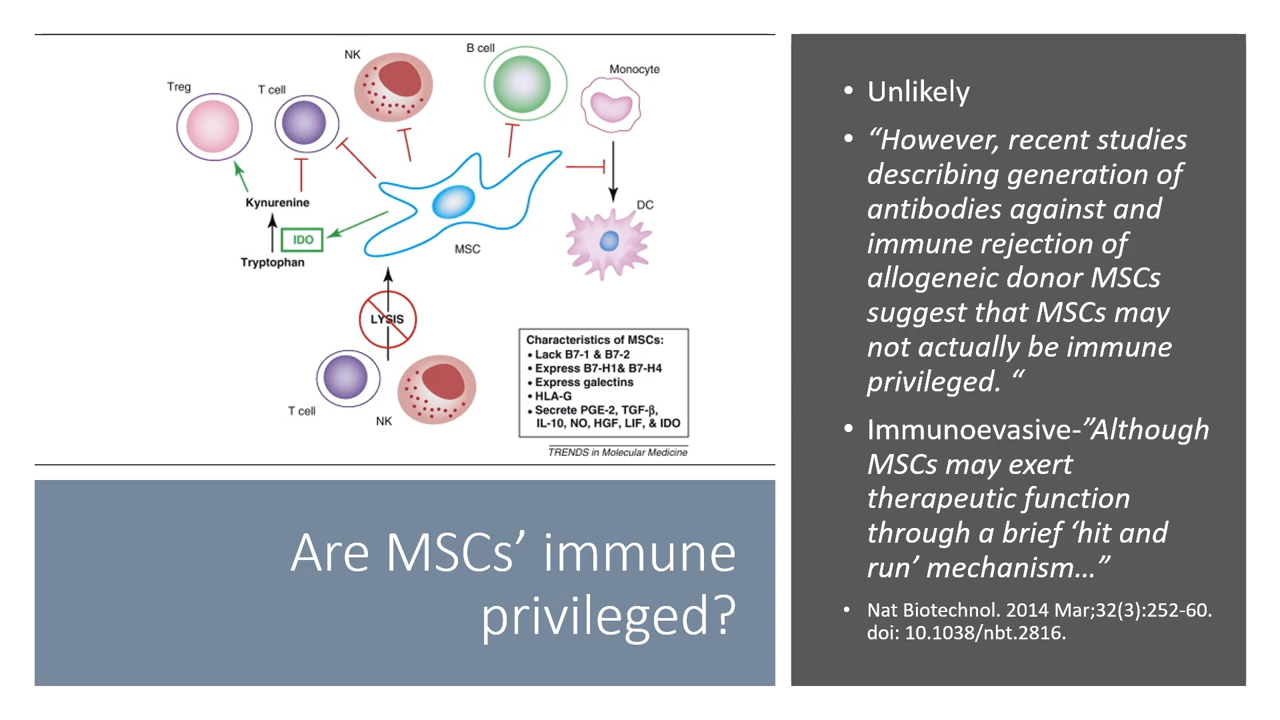 NK
B cell
Monocyte
Treg
T cell
Kynurenine
IDO
Tryptophan
MSC
DC
LYSIS
T cell
NK
Characteristics of MSCs:
• Lack B7-1 & B7-2
• Express B7-H1& B7-H4
• Express galectins
• HLA-G
• Secrete PGE-2, TGF-β,
IL-10, NO, HGF, LIF, & IDO
TRENDS in Molecular Medicine
Are MSCs’ immune
privileged?
• Unlikely
• “However, recent studies
describing generation of
antibodies against and
immune rejection of
allogeneic donor MSCs
suggest that MSCs may
not actually be immune
privileged. “
• Immunoevasive-”Although
MSCs may exert
therapeutic function
through a brief ‘hit and
run’ mechanism…”
• Nat Biotechnol. 2014 Mar;32(3):252-60.
doi: 10.1038/nbt.2816.